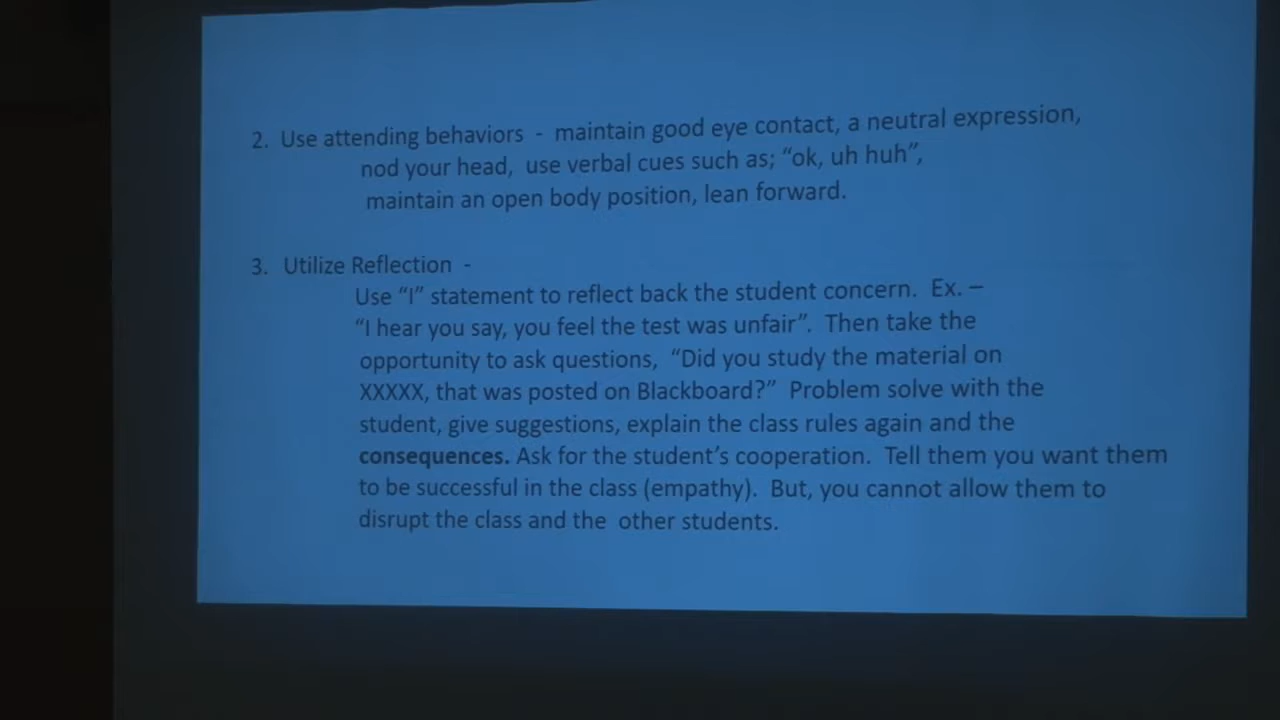 2. Use attending behaviors - maintain good eye contact, a neutral expression,
nod your head, use verbal cues such as; “ok, uh huh”,
maintain an open body position, lean forward.
3. Utilize Reflection -
Use “I” statement to reflect back the student concern. Ex. –
“I hear you say, you feel the test was unfair”. Then take the
opportunity to ask questions, “Did you study the material on
XXXXX, that was posted on Blackboard?” Problem solve with the
student, give suggestions, explain the class rules again and the
consequences. Ask for the student’s cooperation. Tell them you want them
to be successful in the class (empathy). But, you cannot allow them to
disrupt the class and the other students.